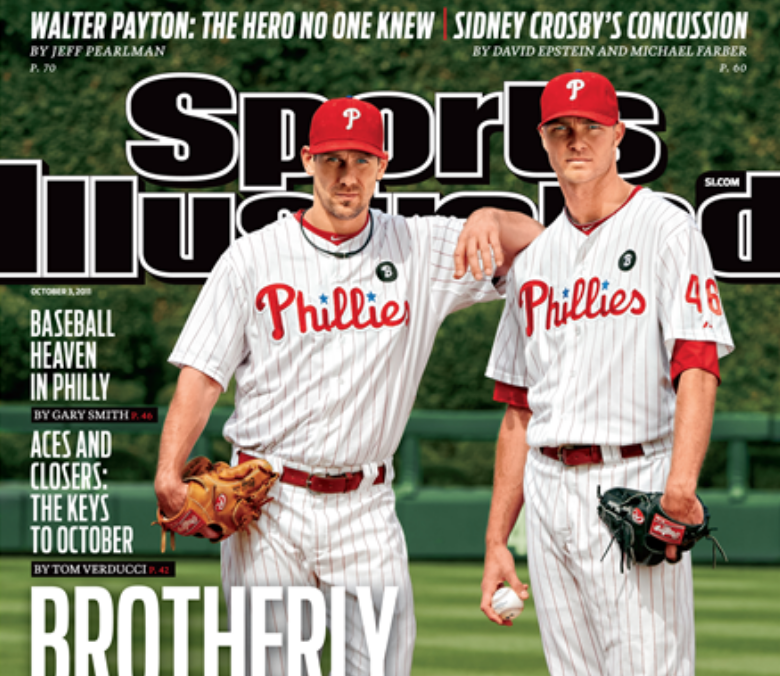 WALTER PAYTON: THE HERO NO ONE KNEW | SIDNEY CROSBY'S CONCUSSION
BY JEFF PEARLMAN
BY DAVID EPSTEIN AND MICHAEL FARBER
P. 70
P. 60
Sports
Illustrated
SI.COM
OCTOBER 3, 2011
P
P
B
B
Phillies
Phillies
46
BASEBALL
HEAVEN
IN PHILLY
BY GARY SMITH P. 46
ACES AND
CLOSERS:
THE KEYS
TO OCTOBER
BY TOM VERDUCCI P. 42
Rawlings
BROTHERLY